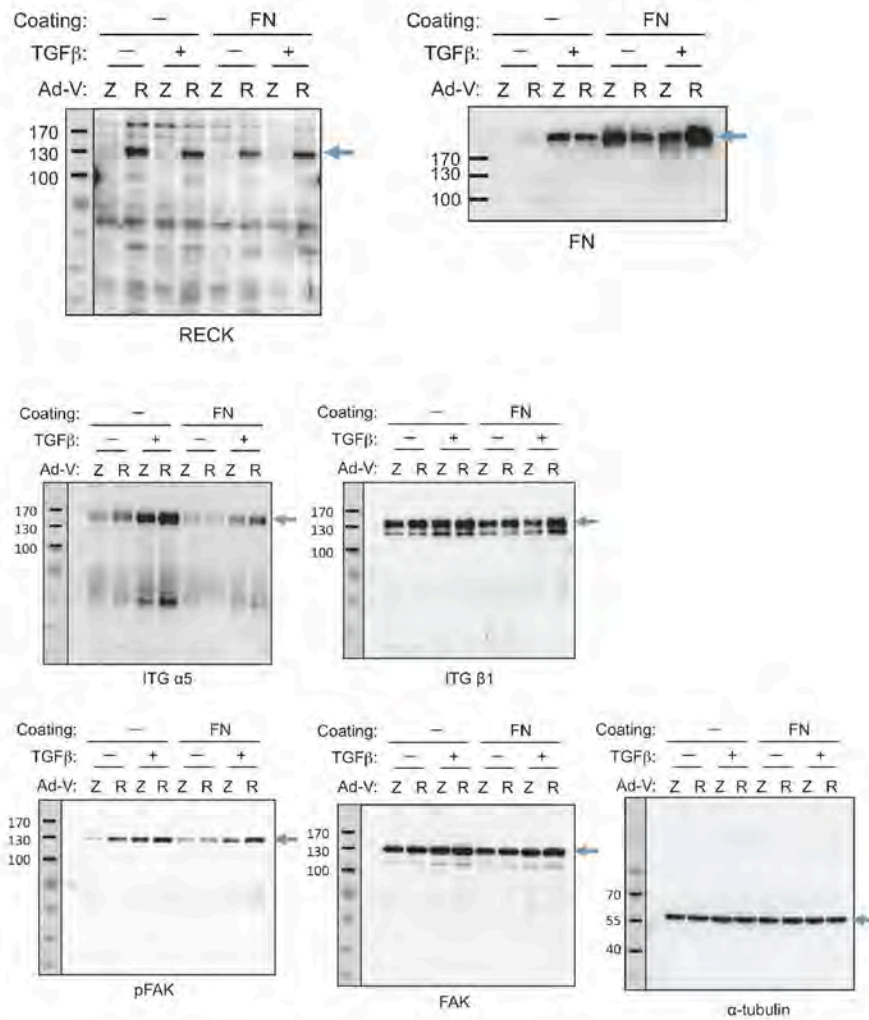 Coating: — FN
TGFβ: — + — +
Ad-V: Z R Z R Z R Z R
170
130
100
RECK
Coating: — FN
TGFβ: — + — +
Ad-V: Z R Z R Z R Z R
170
130
100
FN
Coating: — FN
TGFβ: — + — +
Ad-V: Z R Z R Z R Z R
170
130
100
ITG α5
Coating: — FN
TGFβ: — + — +
Ad-V: Z R Z R Z R Z R
170
130
100
ITG β1
Coating: — FN
TGFβ: — + — +
Ad-V: Z R Z R Z R Z R
170
130
100
pFAK
Coating: — FN
TGFβ: — + — +
Ad-V: Z R Z R Z R Z R
170
130
100
FAK
Coating: — FN
TGFβ: — + — +
Ad-V: Z R Z R Z R Z R
70
55
40
α-tubulin